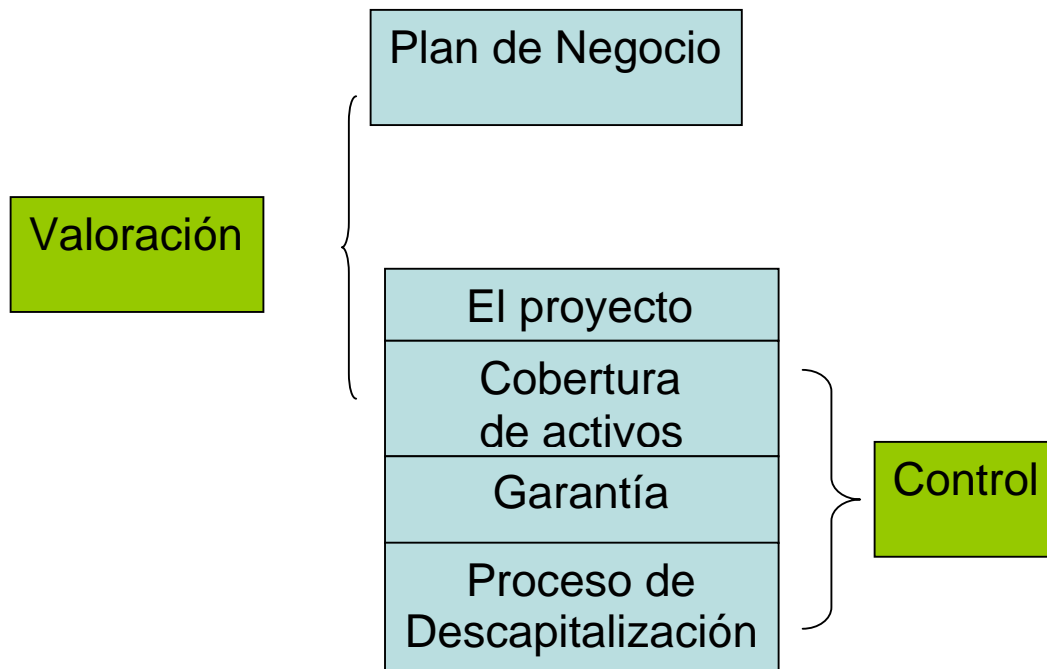 Plan de Negocio
Valoración
El proyecto
Cobertura
de activos
Garantía
Control
Proceso de
Descapitalización